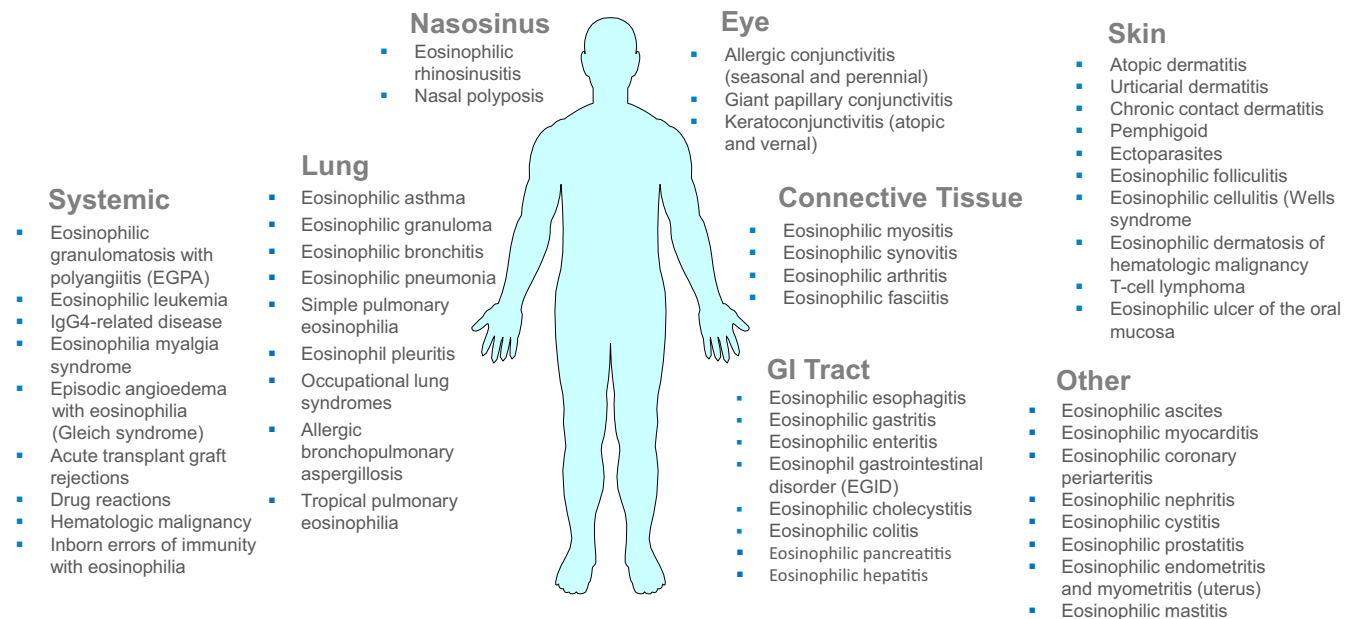 Nasosinus
Eosinophilic
rhinosinusitis
Nasal polyposis
Eye
Allergic conjunctivitis
(seasonal and perennial)
Giant papillary conjunctivitis
Keratoconjunctivitis (atopic
and vernal)
Skin
Atopic dermatitis
Urticarial dermatitis
Chronic contact dermatitis
Pemphigoid
Ectoparasites
Eosinophilic folliculitis
Eosinophilic cellulitis (Wells
syndrome
Eosinophilic dermatosis of
hematologic malignancy
T-cell lymphoma
Eosinophilic ulcer of the oral
mucosa
Systemic
Eosinophilic
granulomatosis with
polyangiitis (EGPA)
Eosinophilic leukemia
IgG4-related disease
Eosinophilia myalgia
syndrome
Episodic angioedema
with eosinophilia
(Gleich syndrome)
Acute transplant graft
rejections
Drug reactions
Hematologic malignancy
Inborn errors of immunity
with eosinophilia
Lung
Eosinophilic asthma
Eosinophilic granuloma
Eosinophilic bronchitis
Eosinophilic pneumonia
Simple pulmonary
eosinophilia
Eosinophil pleuritis
Occupational lung
syndromes
Allergic
bronchopulmonary
aspergillosis
Tropical pulmonary
eosinophilia
Connective Tissue
Eosinophilic myositis
Eosinophilic synovitis
Eosinophilic arthritis
Eosinophilic fasciitis
GI Tract
Eosinophilic esophagitis
Eosinophilic gastritis
Eosinophilic enteritis
Eosinophil gastrointestinal
disorder (EGID)
Eosinophilic cholecystitis
Eosinophilic colitis
Eosinophilic pancreatitis
Eosinophilic hepatitis
Other
Eosinophilic ascites
Eosinophilic myocarditis
Eosinophilic coronary
periarteritis
Eosinophilic nephritis
Eosinophilic cystitis
Eosinophilic prostatitis
Eosinophilic endometritis
and myometritis (uterus)
Eosinophilic mastitis